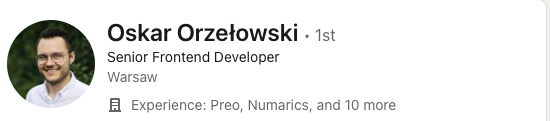 Oskar Orzełowski • 1st
Senior Frontend Developer
Warsaw
Experience: Preo, Numarics, and 10 more